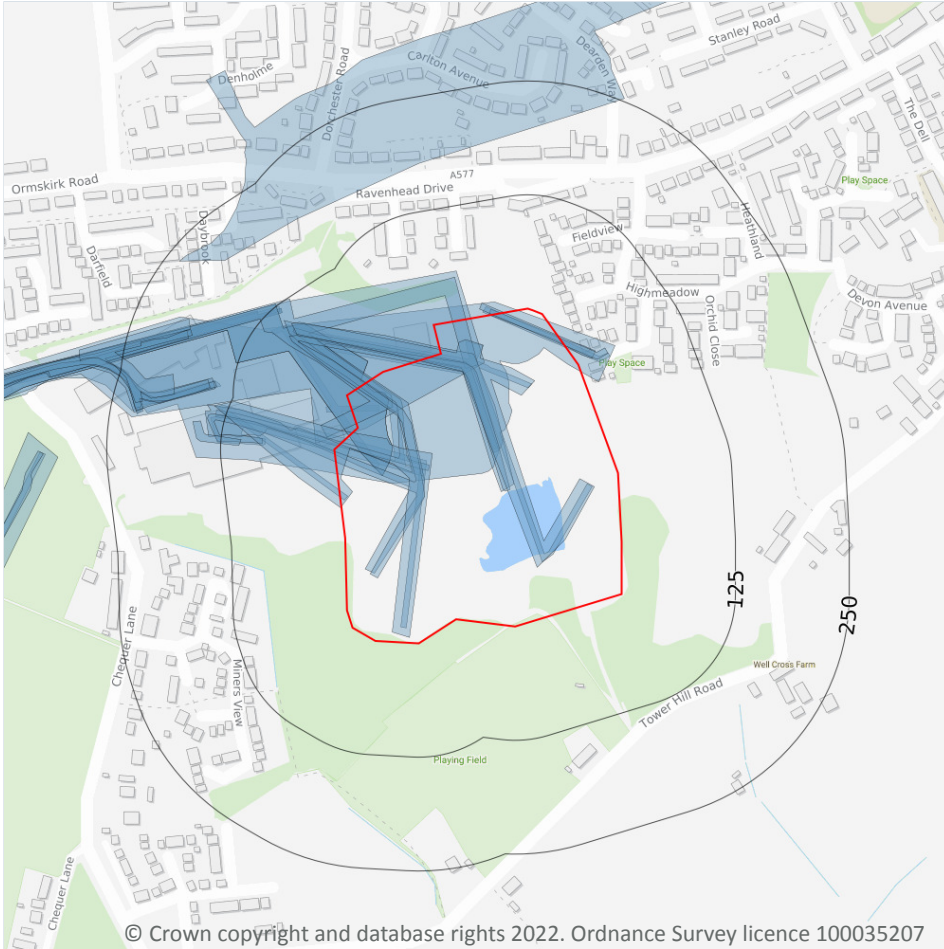 Stanley Road
Dearden Way
Carlton Avenue
Denholme
Dorchester Road
The Dell
A577
Ormskirk Road
Ravenhead Drive
Play Space
Heathland
Daybrook
Fieldview
Darfield
Highmeadow
Devon Avenue
Orchid Close
Play Space
125
250
Chequer Lane
Miners View
Well Cross Farm
Tower Hill Road
Playing Field
Chequer Lane
© Crown copyright and database rights 2022. Ordnance Survey licence 100035207